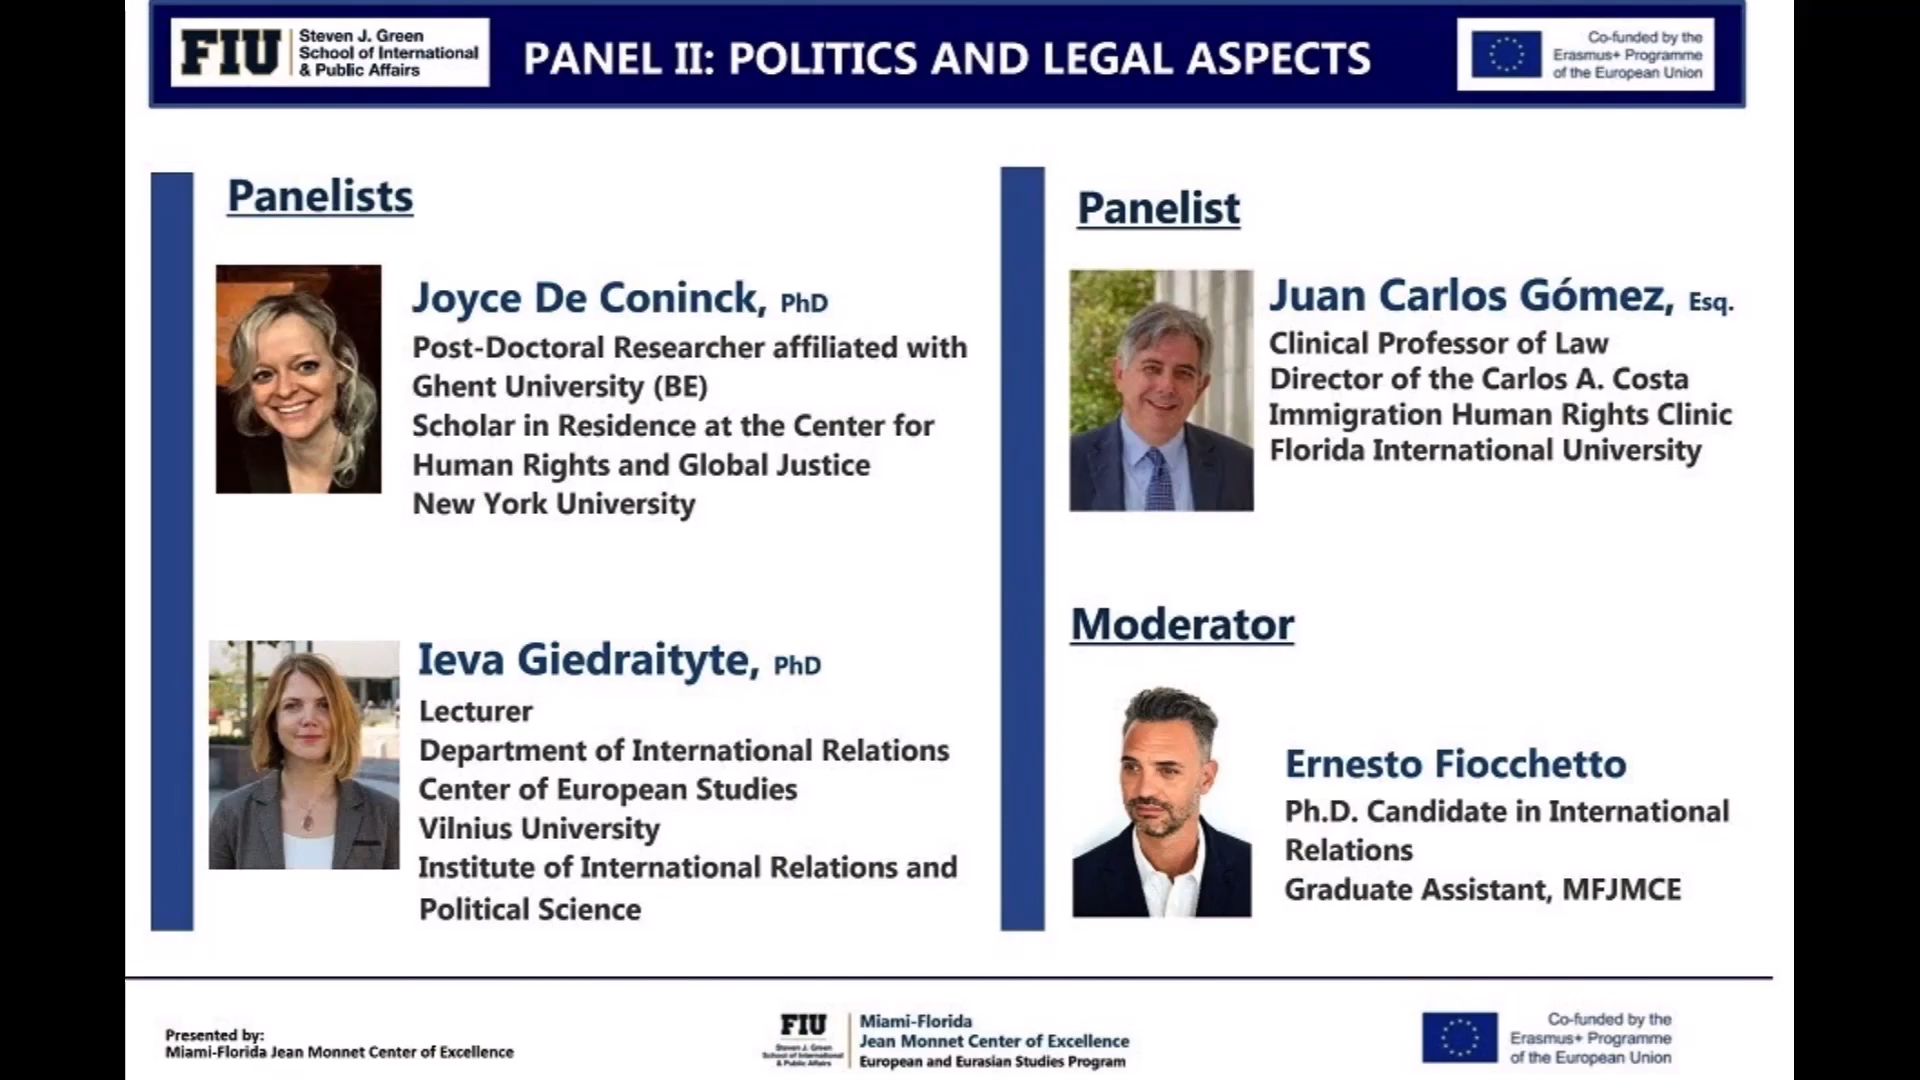 FIU
Steven J. Green
School of International
& Public Affairs
PANEL II: POLITICS AND LEGAL ASPECTS
Co-funded by the
Erasmus+ Programme
of the European Union
Panelists
Joyce De Coninck, PhD
Post-Doctoral Researcher affiliated with
Ghent University (BE)
Scholar in Residence at the Center for
Human Rights and Global Justice
New York University
Ieva Giedraityte, PhD
Lecturer
Department of International Relations
Center of European Studies
Vilnius University
Institute of International Relations and
Political Science
Panelist
Juan Carlos Gómez, Esq.
Clinical Professor of Law
Director of the Carlos A. Costa
Immigration Human Rights Clinic
Florida International University
Moderator
Ernesto Fiocchetto
Ph.D. Candidate in International
Relations
Graduate Assistant, MFJMCE
Presented by:
Miami-Florida Jean Monnet Center of Excellence
FIU
Steven J. Green
School of International
& Public Affairs
Miami-Florida
Jean Monnet Center of Excellence
European and Eurasian Studies Program
Co-funded by the
Erasmus+ Programme
of the European Union